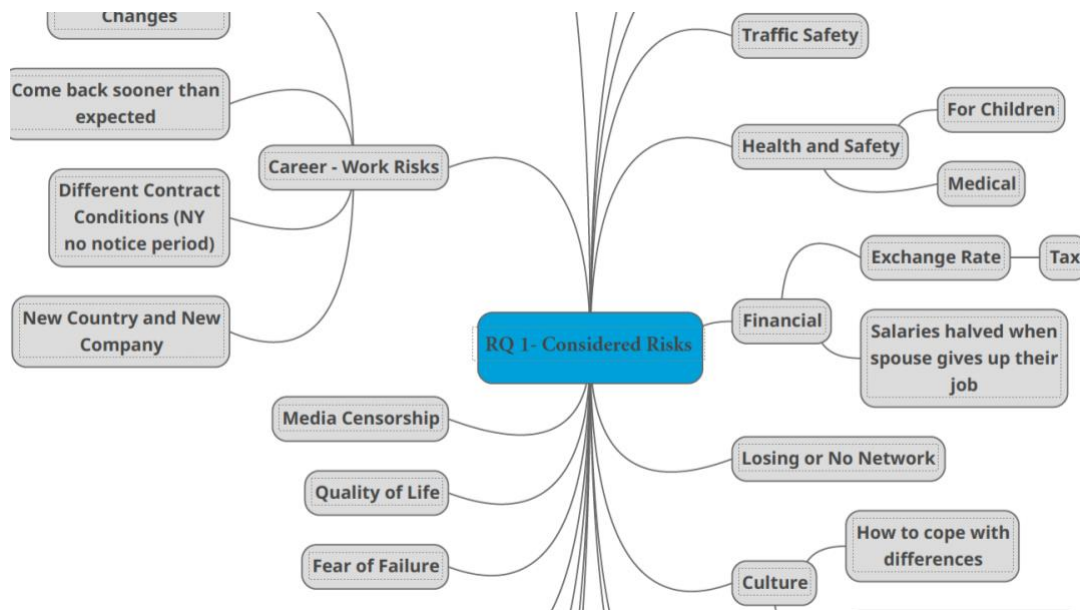 Changes
Come back sooner than
expected
Career - Work Risks
Different Contract
Conditions (NY
no notice period)
New Country and New
Company
RQ 1- Considered Risks
Media Censorship
Quality of Life
Fear of Failure
Traffic Safety
Health and Safety
For Children
Medical
Financial
Exchange Rate
Tax
Salaries halved when
spouse gives up their
job
Losing or No Network
Culture
How to cope with
differences